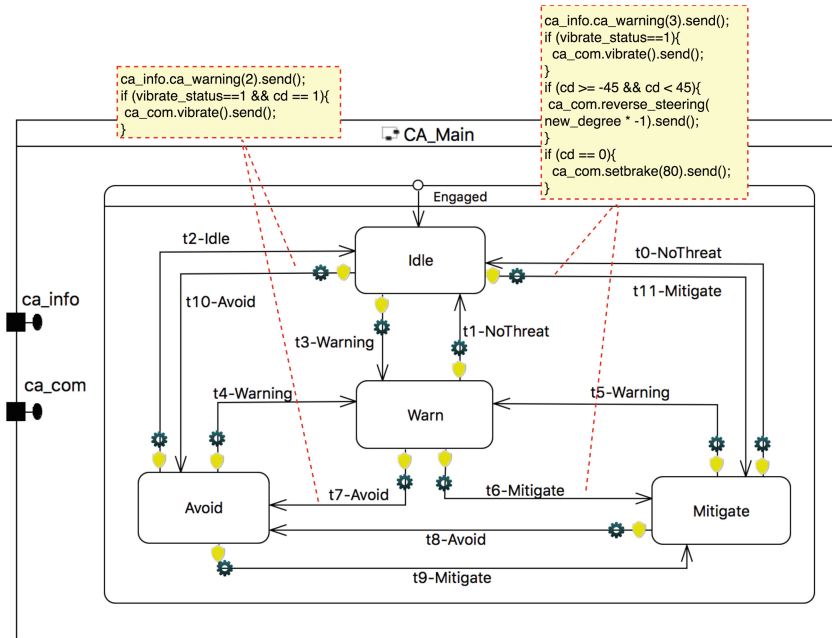 ca_info.ca_warning(3).send();
if (vibrate_status==1){
ca_com.vibrate().send();
}
if (cd >= -45 && cd < 45){
ca_com.reverse_steering(
new_degree * -1).send();
}
if (cd == 0){
ca_com.setbrake(80).send();
}
ca_info.ca_warning(2).send();
if (vibrate_status==1 && cd == 1){
ca_com.vibrate().send();
}
CA_Main
Engaged
t2-Idle
Idle
t0-NoThreat
t10-Avoid
t11-Mitigate
ca_info
t3-Warning
t1-NoThreat
ca_com
t4-Warning
t5-Warning
Warn
t7-Avoid
t6-Mitigate
Avoid
Mitigate
t8-Avoid
t9-Mitigate